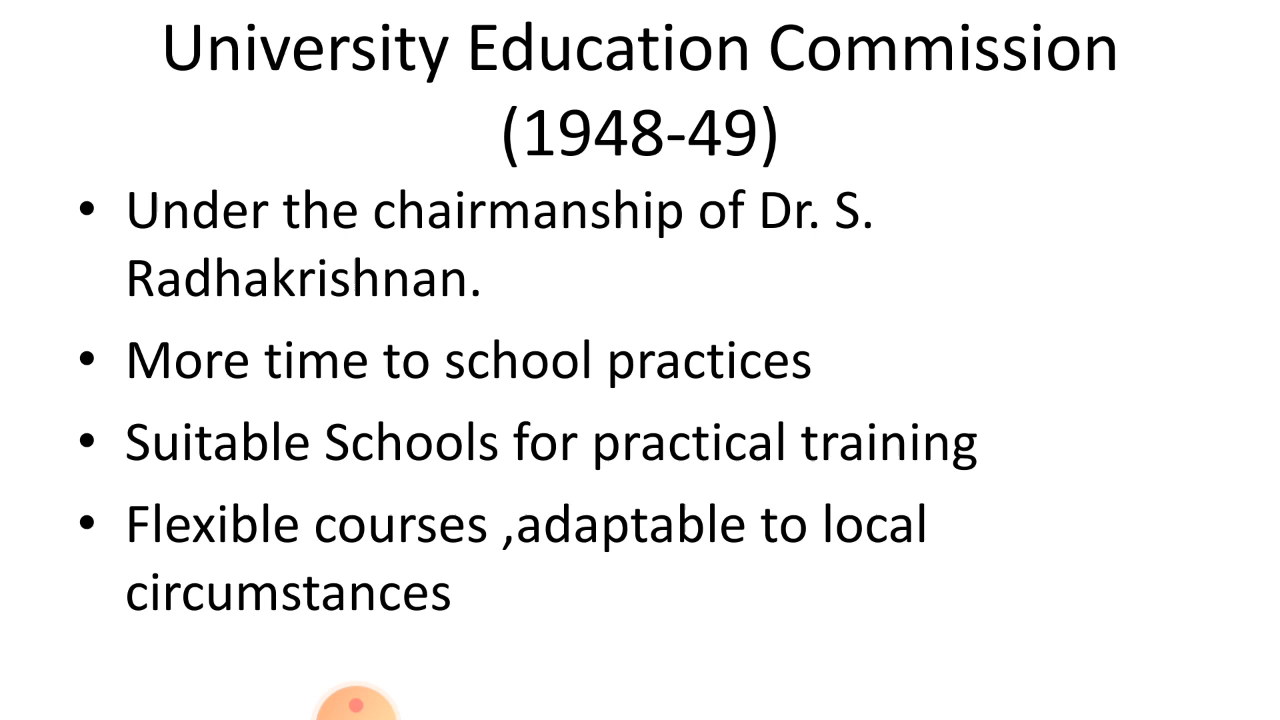 University Education Commission
(1948-49)
• Under the chairmanship of Dr. S.
Radhakrishnan.
• More time to school practices
• Suitable Schools for practical training
• Flexible courses ,adaptable to local
circumstances